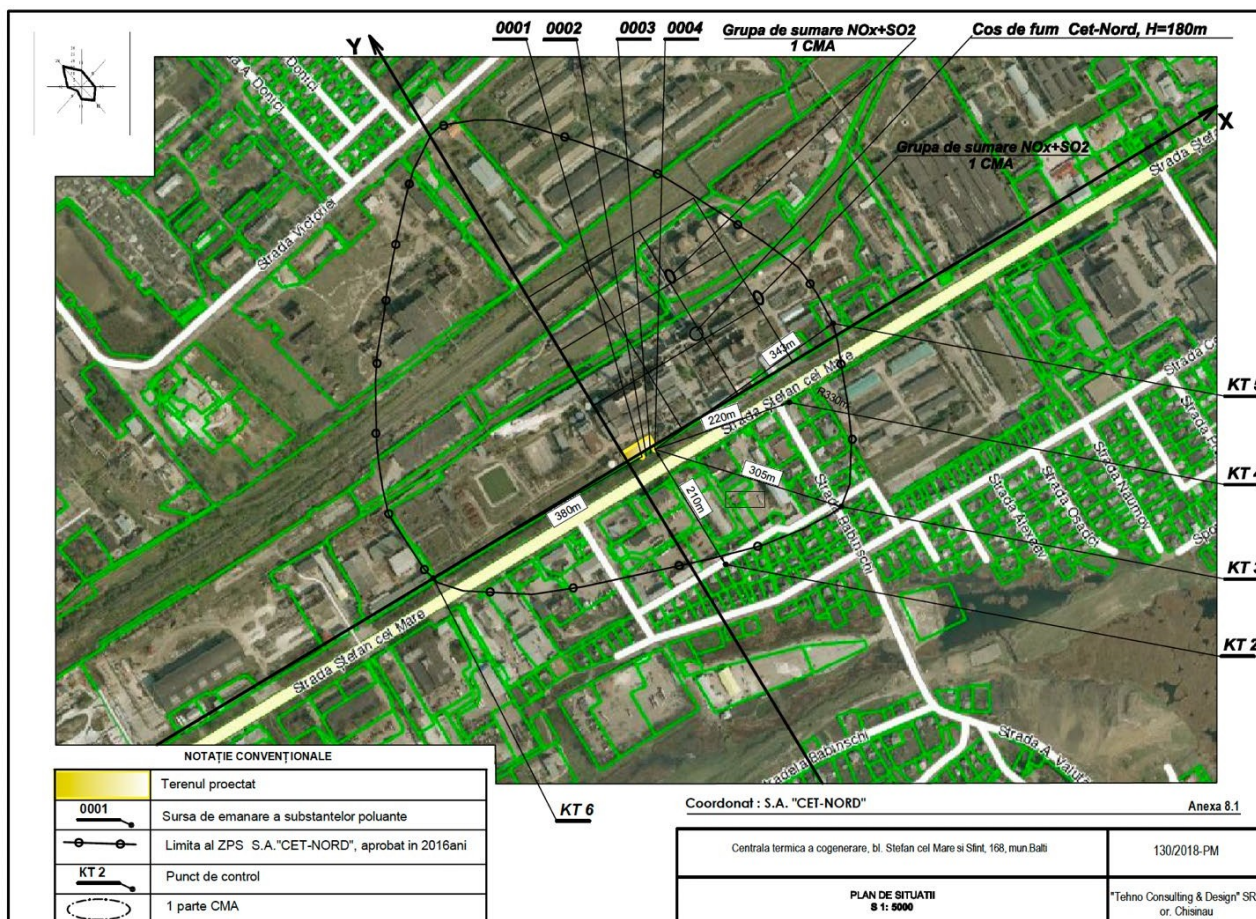 0001
0002
0003
0004
Grupa de sumare NOx+SO2
1 CMA
Cos de fum Cet-Nord, H=180m
Y
X
Grupa de sumare NOx+SO2
1 CMA
Strada Victoriei
Strada Ștefan cel Mare
343m
220m
R330m
305m
210m
380m
Strada Ștefan cel Mare
Strada Babinschi
Strada Alexeev
Strada Osadci
Strada Naumov
KT 5
KT 4
KT 3
KT 2
KT 6
NOTAȚIE CONVENȚIONALE
Terenul proiectat
0001
Sursa de emanare a substantelor poluante
Limita al ZPS S.A."CET-NORD", aprobat in 2016ani
KT 2
Punct de control
1 parte CMA
Coordonat : S.A. "CET-NORD"
Anexa 8.1
Centrala termica a cogenerare, bl. Stefan cel Mare si Sfint, 168, mun.Balti
130/2018-PM
PLAN DE SITUATII
S 1: 5000
"Tehno Consulting & Design" SR
or. Chisinau